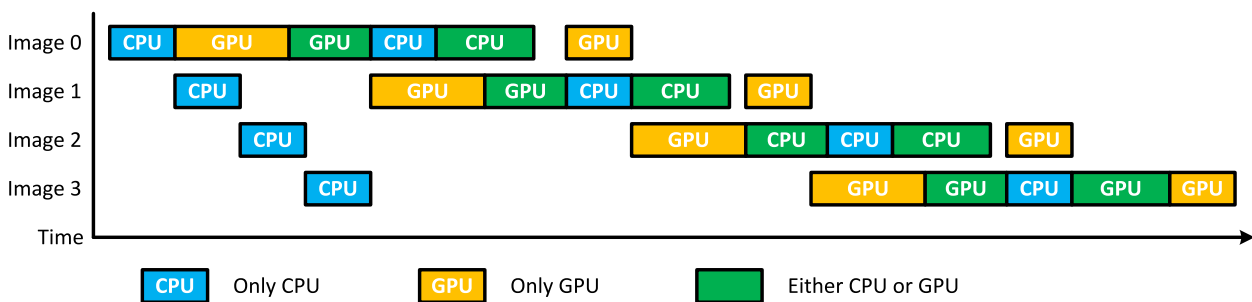 Image 0 CPU GPU GPU CPU CPU GPU
Image 1 CPU GPU GPU CPU CPU GPU
Image 2 CPU GPU CPU CPU CPU GPU
Image 3 CPU GPU GPU CPU GPU GPU
Time
CPU Only CPU GPU Only GPU Either CPU or GPU